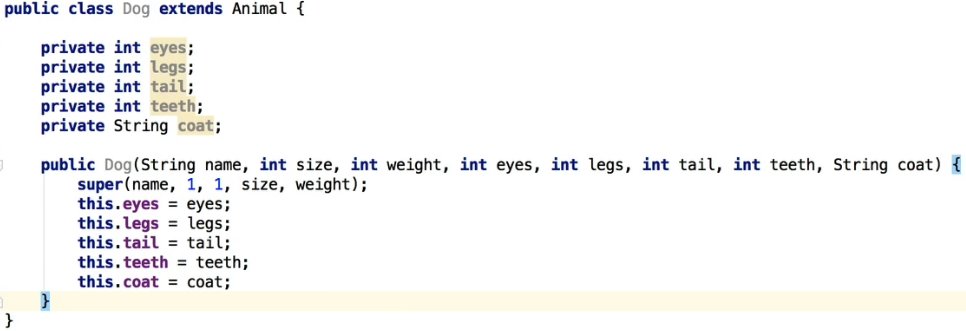 public class Dog extends Animal {
private int eyes;
private int legs;
private int tail;
private int teeth;
private String coat;
public Dog(String name, int size, int weight, int eyes, int legs, int tail, int teeth, String coat) {
super(name, 1, 1, size, weight);
this.eyes = eyes;
this.legs = legs;
this.tail = tail;
this.teeth = teeth;
this.coat = coat;
}
}